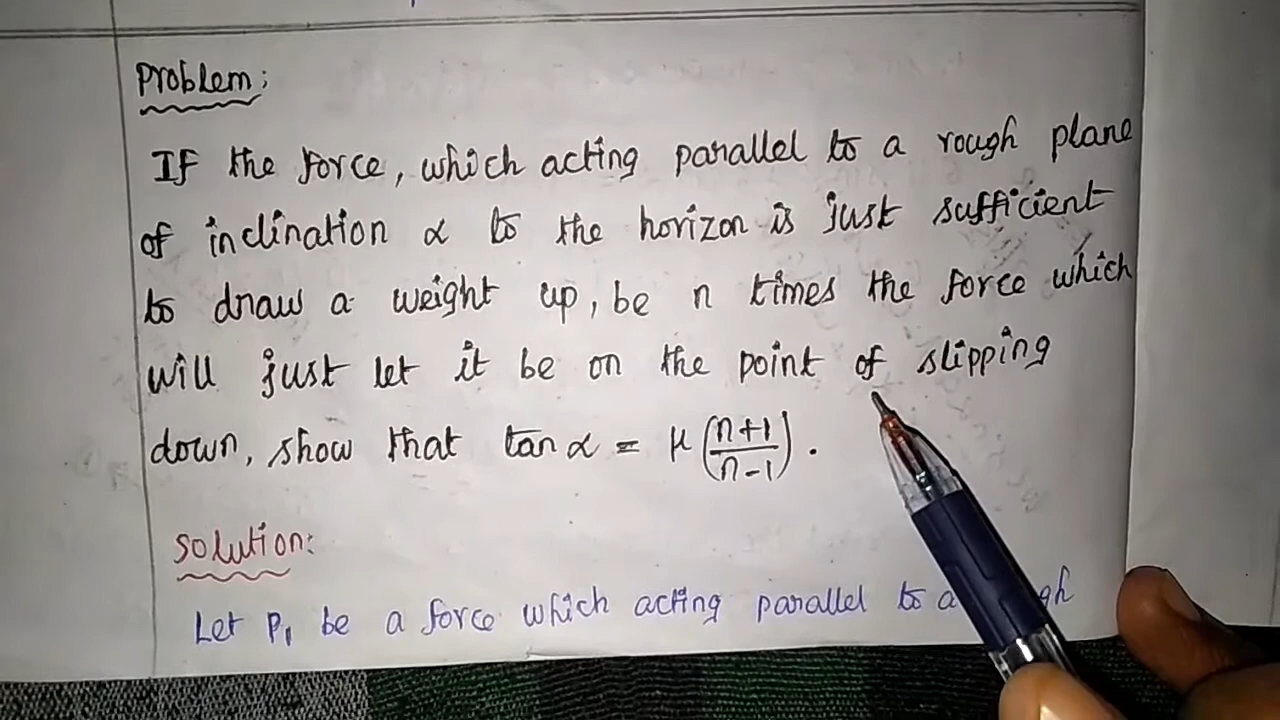 Problem:
If the force, which acting parallel to a rough plane
of inclination α to the horizon is just sufficient
to draw a weight up, be n times the force which
will just let it be on the point of slipping
down, show that tan α = μ (n+1/n-1).
Solution:
Let P₁ be a force which acting parallel to a